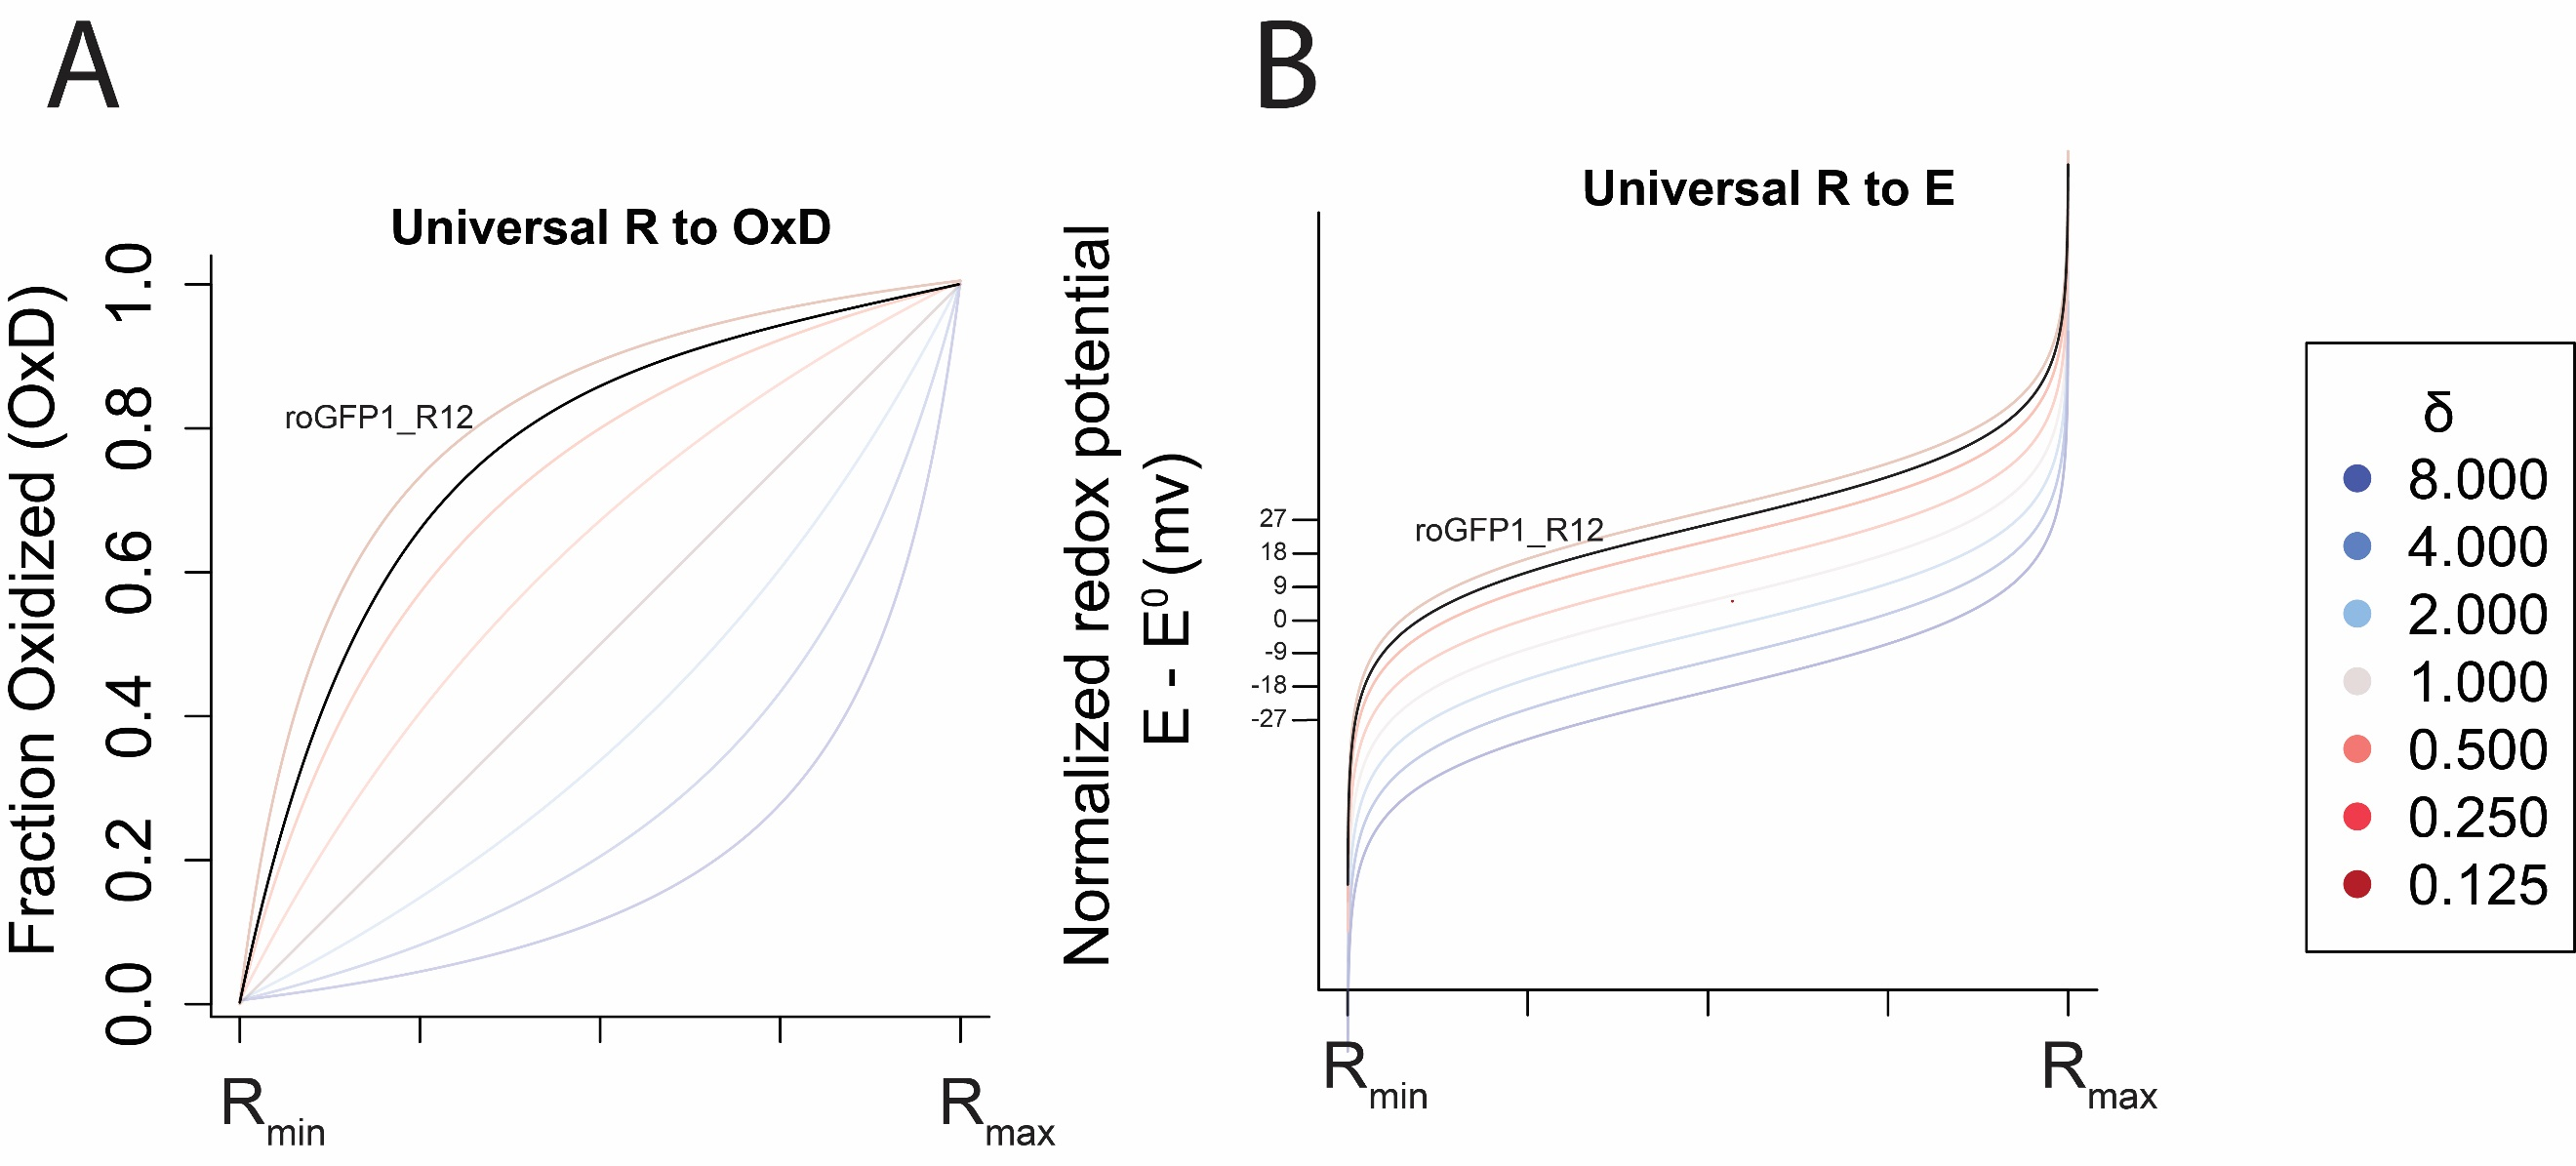 A
Universal R to OxD
Fraction Oxidized (OxD)
1.0
0.8
0.6
0.4
0.2
0.0
roGFP1_R12
Rmin
Rmax
B
Universal R to E
Normalized redox potential
E - E⁰ (mv)
27
18
9
0
-9
-18
-27
roGFP1_R12
Rmin
Rmax
δ
8.000
4.000
2.000
1.000
0.500
0.250
0.125